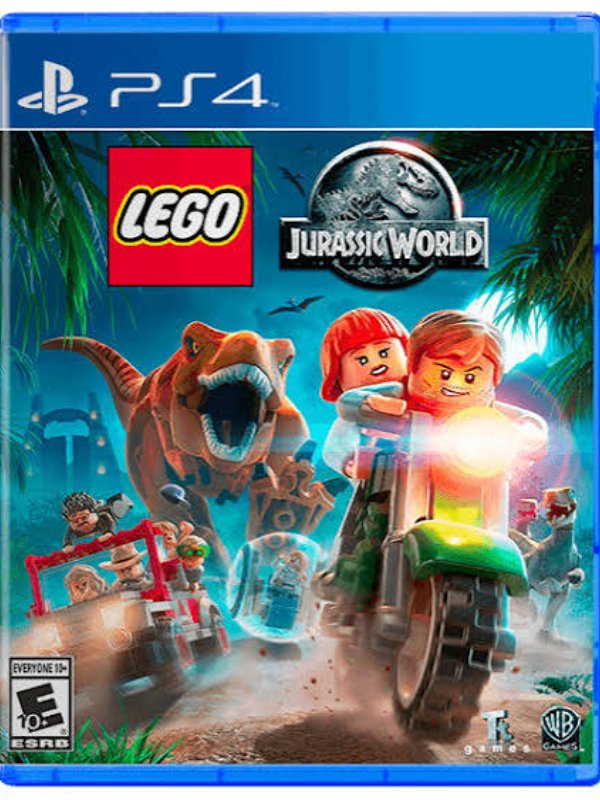 PS4
LEGO
JURASSIC WORLD
EVERYONE 10+
E
10+
ESRB
Tt
games
WB
GAMES